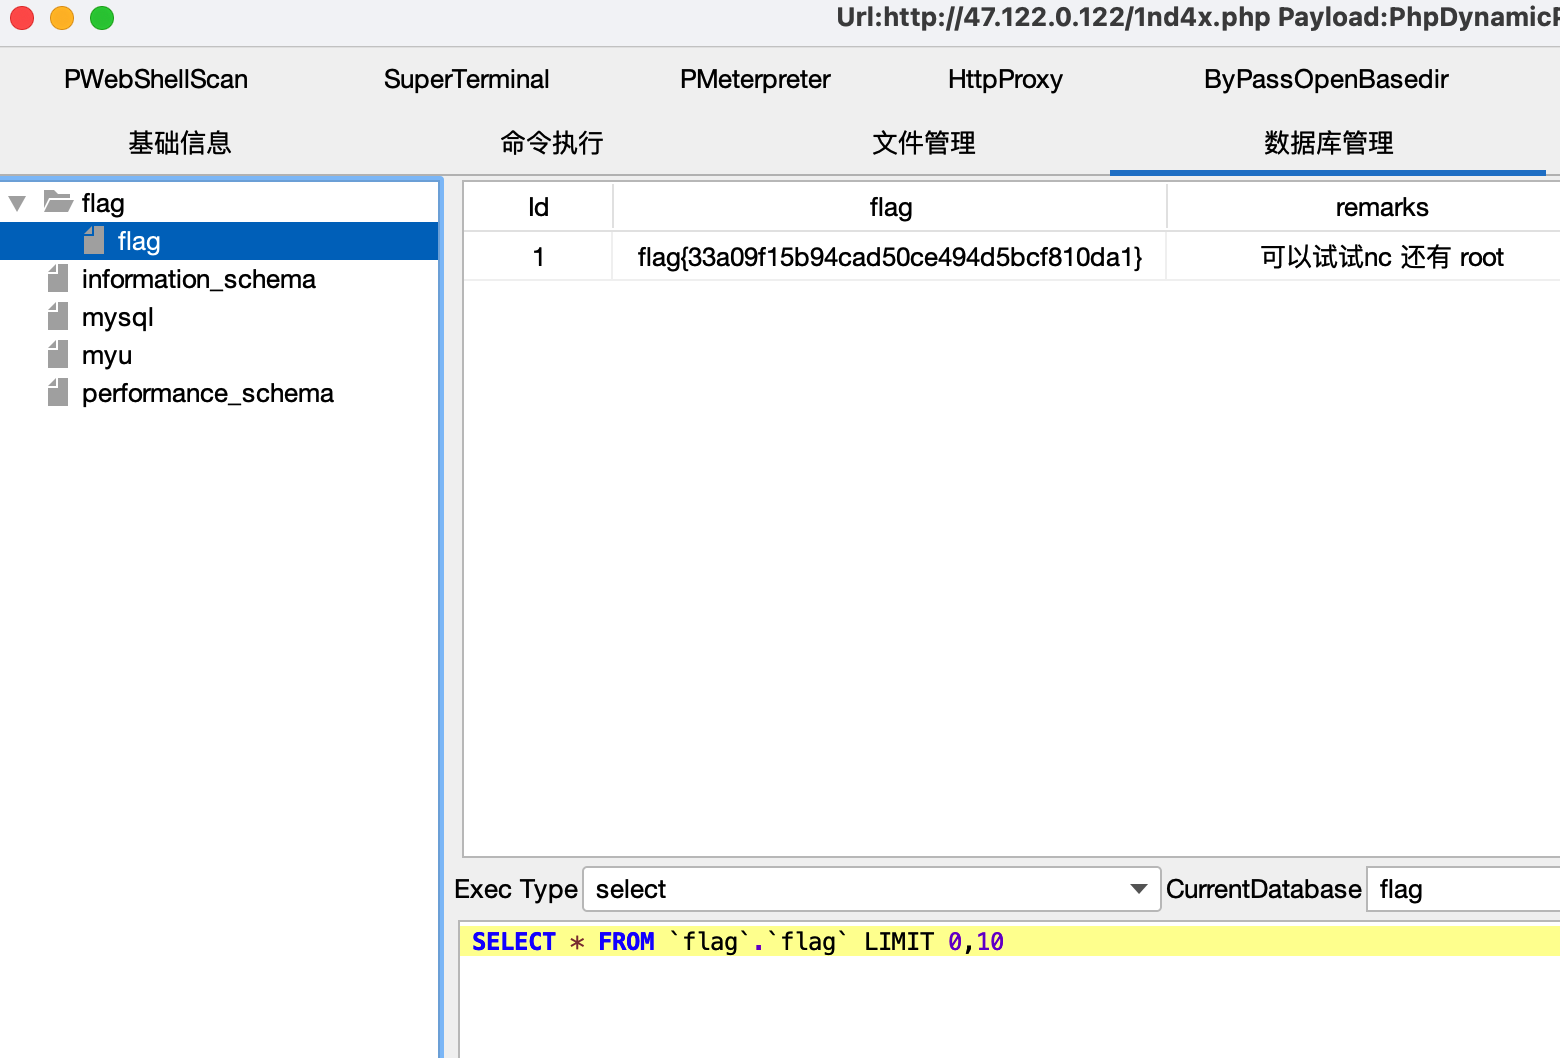 Url:http://47.122.0.122/1nd4x.php Payload:PhpDynamic
PWebShellScan SuperTerminal PMeterpreter HttpProxy ByPassOpenBasedir
基础信息 命令执行 文件管理 数据库管理
flag
flag
information_schema
mysql
myu
performance_schema
Id flag remarks
1 flag{33a09f15b94cad50ce494d5bcf810da1} 可以试试nc 还有 root
Exec Type select CurrentDatabase flag
SELECT * FROM `flag`.`flag` LIMIT 0,10